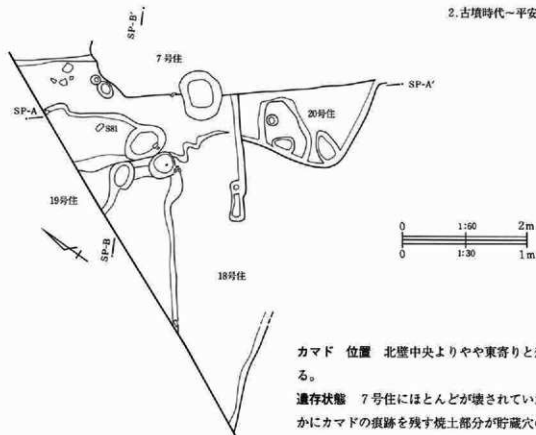 2.古墳時代～平安
SP-B'
7号住
SP-A'
SP-A
20号住
S81
19号住
SP-B
18号住
0 1:60 2m
0 1:30 1m
カマド 位置 北壁中央よりやや東寄りと
る。
遺存状態 7号住にほとんどが壊されてい
かにカマドの痕跡を残す焼土部分が貯蔵穴